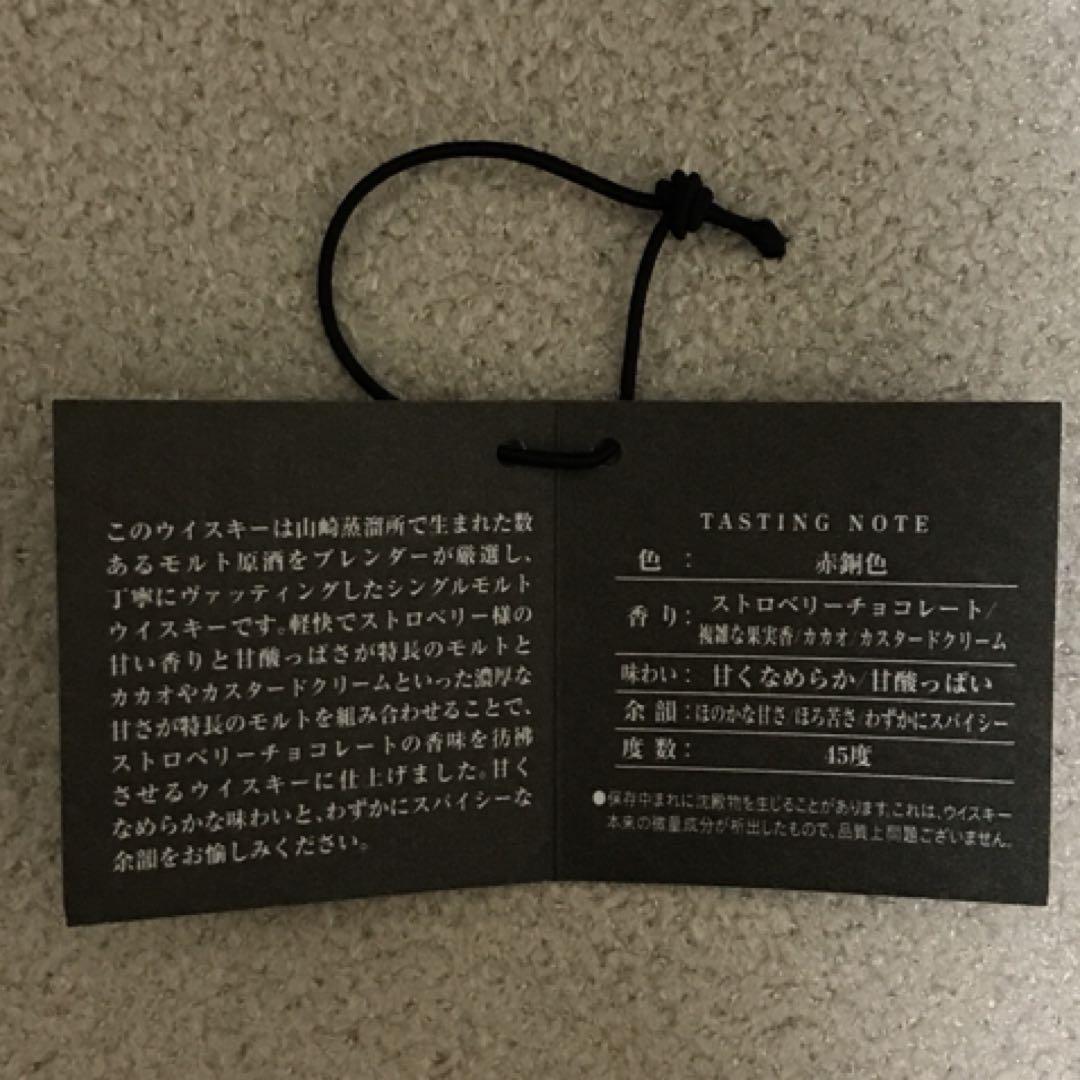 このウイスキーは山崎蒸溜所で生まれた数
あるモルト原酒をブレンダーが厳選し、
丁寧にヴァッティングしたシングルモルト
ウイスキーです。軽快でストロベリー様の
甘い香りと甘酸っぱさが特長のモルトと
カカオやカスタードクリームといった濃厚な
甘さが特長のモルトを組み合わせることで、
ストロベリーチョコレートの香味を彷彿
させるウイスキーに仕上げました。甘く
なめらかな味わいと、わずかにスパイシーな
余韻をお愉しみください。
TASTING NOTE
色：赤銅色
香り：ストロベリーチョコレート/
複雑な果実香/カカオ/カスタードクリーム
味わい：甘くなめらか/甘酸っぱい
余韻：ほのかな甘さ/ほろ苦さ/わずかにスパイシー
度数：45度
●保存中まれに沈殿物を生じることがあります。これは、ウイスキー
本来の微量成分が析出したもので、品質上問題ございません。